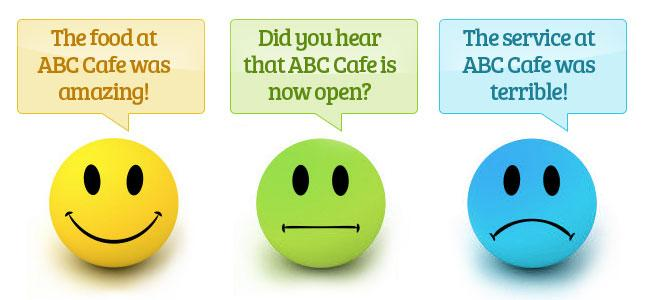 The food at
ABC Cafe was
amazing!
Did you hear
that ABC Cafe is
now open?
The service at
ABC Cafe was
terrible!